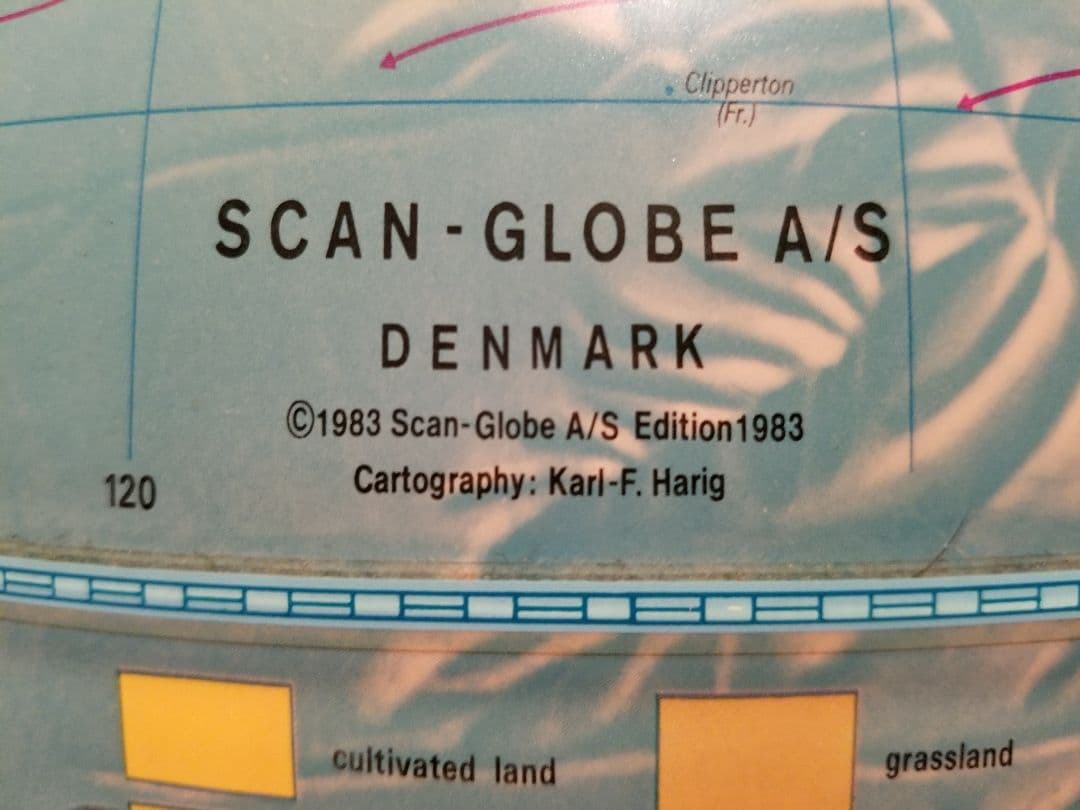 Clipperton
(Fr.)
SCAN-GLOBE A/S
DENMARK
©1983 Scan-Globe A/S Edition1983
Cartography: Karl-F. Harig
120
cultivated land
grassland